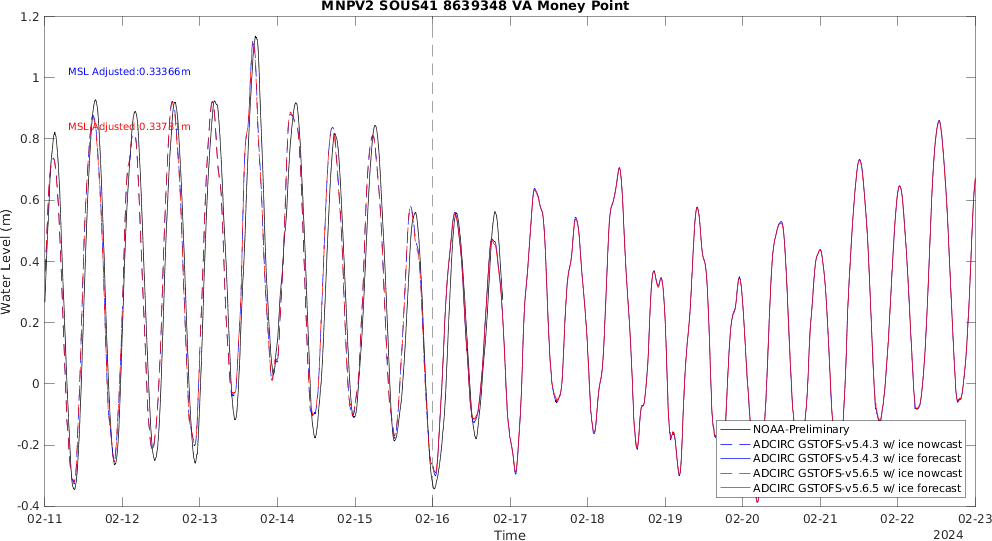 MNPV2 SOUS41 8639348 VA Money Point
1.2
1
0.8
0.6
0.4
0.2
0
-0.2
-0.4
Water Level (m)
MSL Adjusted:0.33366m
MSL Adjusted:0.337
NOAA-Preliminary
ADCIRC GSTOFS-v5.4.3 w/ ice nowcast
ADCIRC GSTOFS-v5.4.3 w/ ice forecast
ADCIRC GSTOFS-v5.6.5 w/ ice nowcast
ADCIRC GSTOFS-v5.6.5 w/ ice forecast
02-11 02-12 02-13 02-14 02-15 02-16 02-17 02-18 02-19 02-20 02-21 02-22 02-23
Time
2024